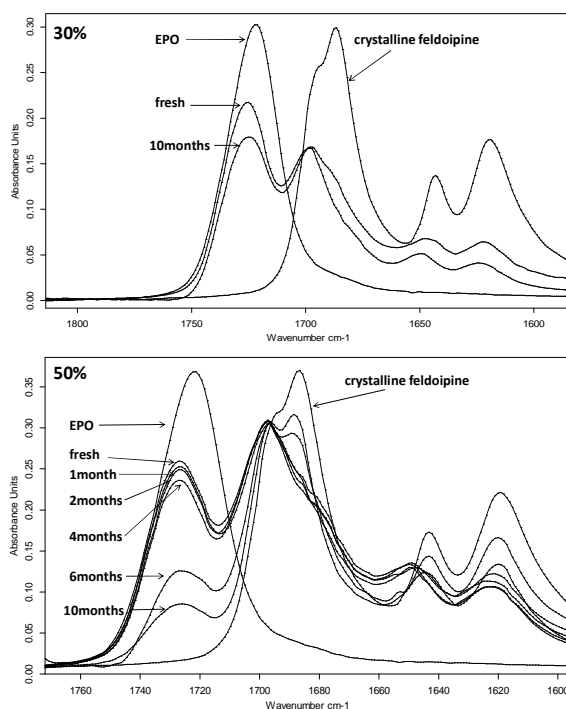 30%
EPO
crystalline feldoipine
fresh
10months
Absorbance Units
0.00 0.05 0.10 0.15 0.20 0.25 0.30
1800 1750 1700 1650 1600
Wavenumber cm-1
50%
crystalline feldoipine
EPO
fresh
1month
2months
4months
6months
10months
Absorbance Units
0.00 0.05 0.10 0.15 0.20 0.25 0.30 0.35
1760 1740 1720 1700 1680 1660 1640 1620 1600
Wavenumber cm-1